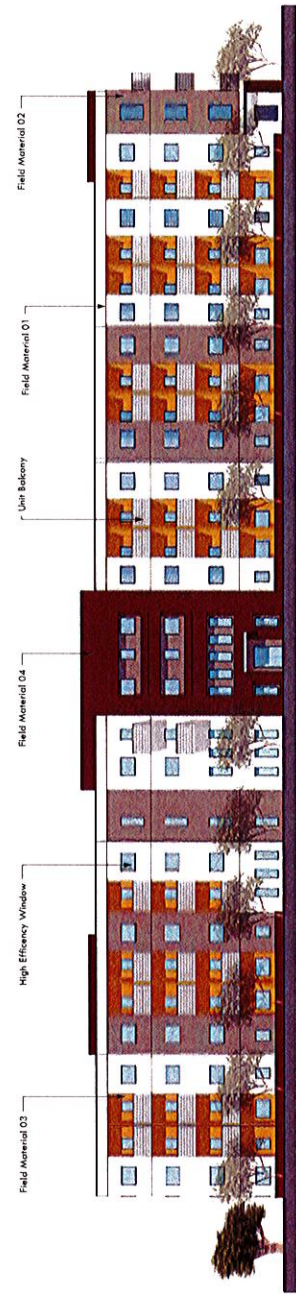 Field Material 03
High Efficency Window
Field Material 04
Unit Balcony
Field Material 01
Field Material 02